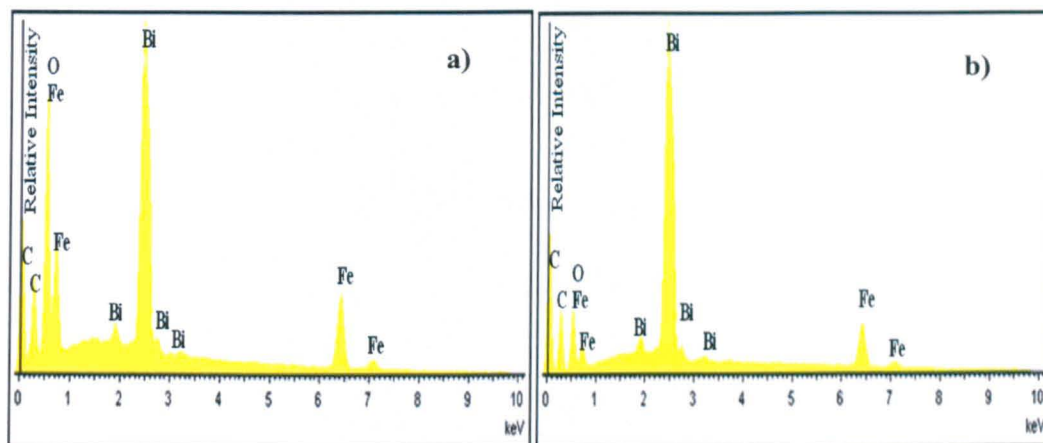 a)
Relative Intensity
O
Fe
Bi
C
C
Fe
Bi
Bi
Bi
Fe
Fe
0 1 2 3 4 5 6 7 8 9 10
keV
b)
Relative Intensity
Bi
C
C
O
Fe
Fe
Bi
Bi
Bi
Fe
Fe
0 1 2 3 4 5 6 7 8 9 10
keV